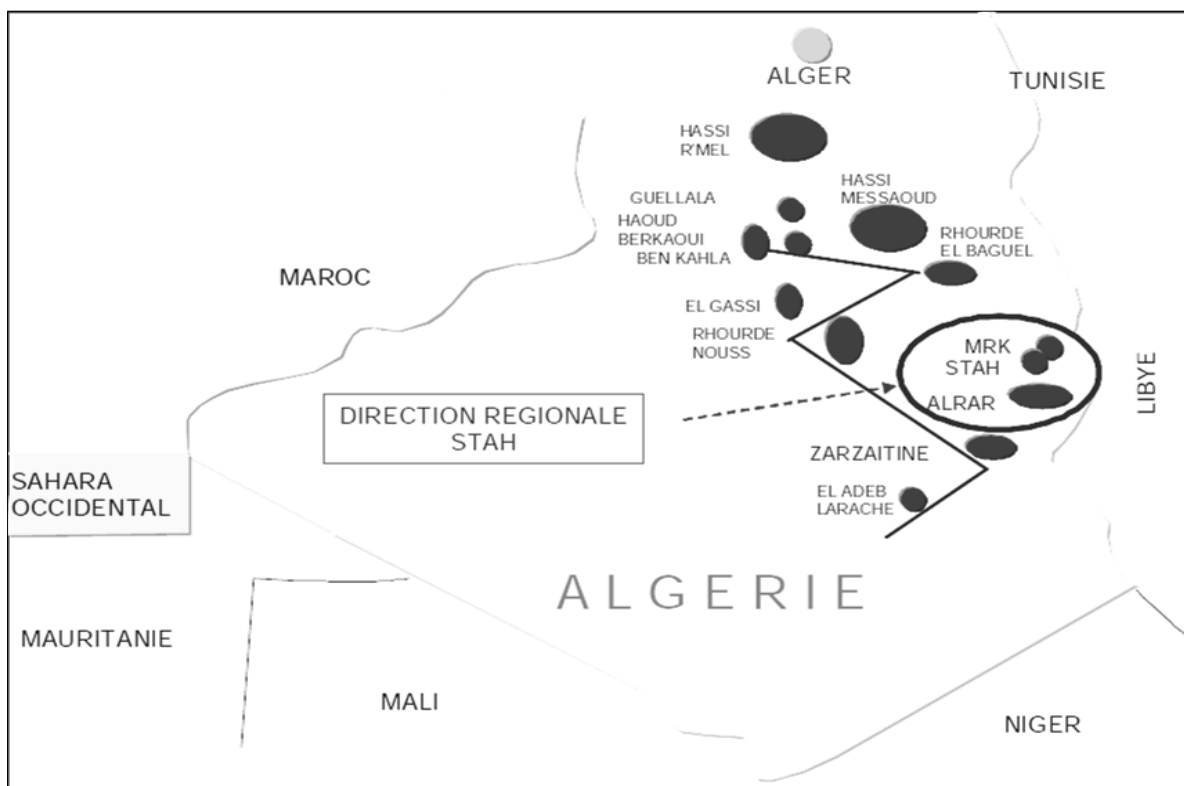 ALGER
TUNISIE
HASSI
R'MEL
HASSI
MESSAOUD
GUELLALA
HAOUD
BERKAOUI
BEN KAHLA
RHOURDE
EL BAGUEL
MAROC
EL GASSI
RHOURDE
NOUSS
MRK
STAH
ALRAR
LIBYE
DIRECTION REGIONALE
STAH
ZARZAITINE
SAHARA
OCCIDENTAL
EL ADEB
LARACHE
ALGERIE
MAURITANIE
MALI
NIGER